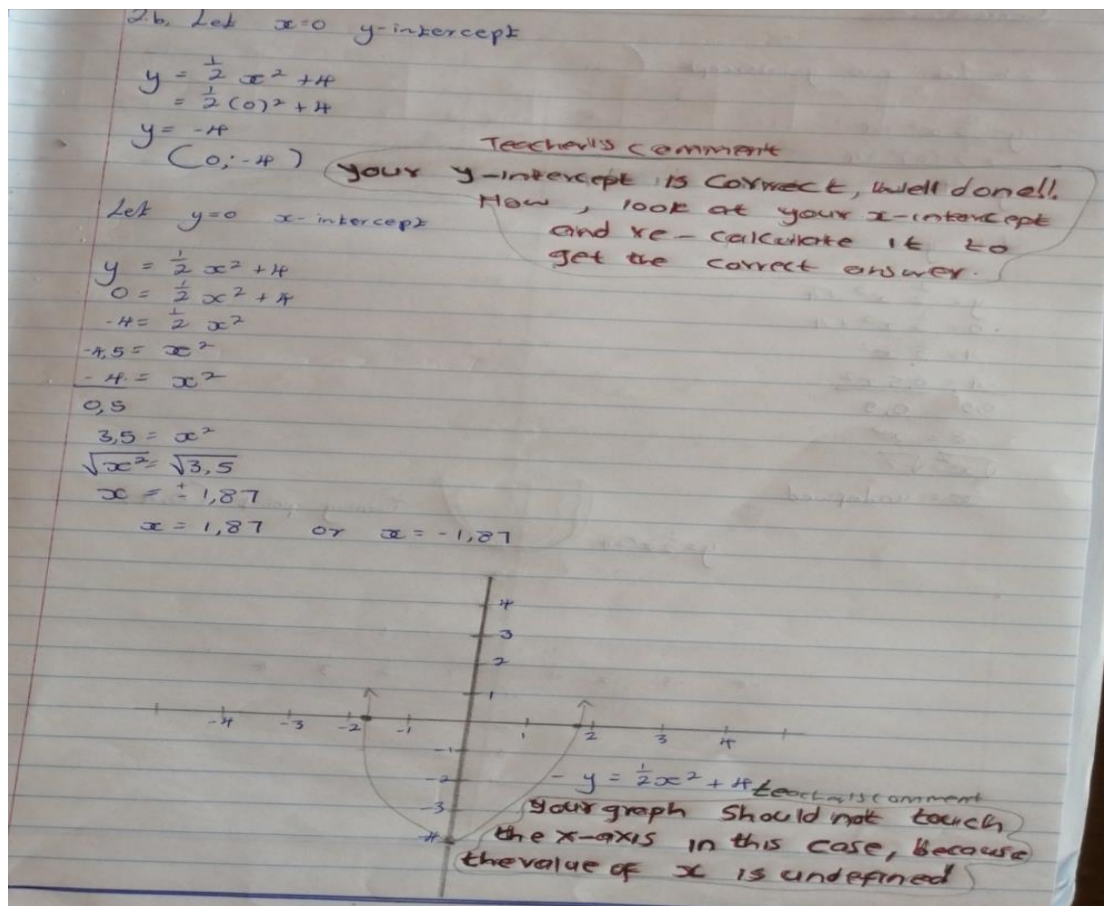 2.b. Let x=0 y-intercept
y = 1/2 x² +4
= 1/2 (0)² + 4
y = -4
(0; -4)
Teacher's comment
your y-intercept is correct, well done!!
Now, look at your x-intercept
and re-calculate it to
get the correct answer.
Let y=0 x-intercept
y = 1/2 x² +4
0 = 1/2 x² + 4
-4 = 1/2 x²
-4,5 = x²
-4 = x²
0,5
3,5 = x²
√x² = √3,5
x = ± 1,87
x = 1,87 or x = -1,87
4
3
2
1
-4 -3 -2 -1 1 2 3 4
-1
-2
-3
-4
- y = 1/2 x² + 4
teacher's comment
your graph should not touch
the x-axis in this case, because
the value of x is undefined